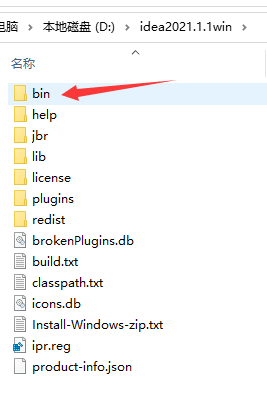 电脑 › 本地磁盘 (D:) › idea2021.1.1win ›
名称
bin
help
jbr
lib
license
plugins
redist
brokenPlugins.db
build.txt
classpath.txt
icons.db
Install-Windows-zip.txt
ipr.reg
product-info.json